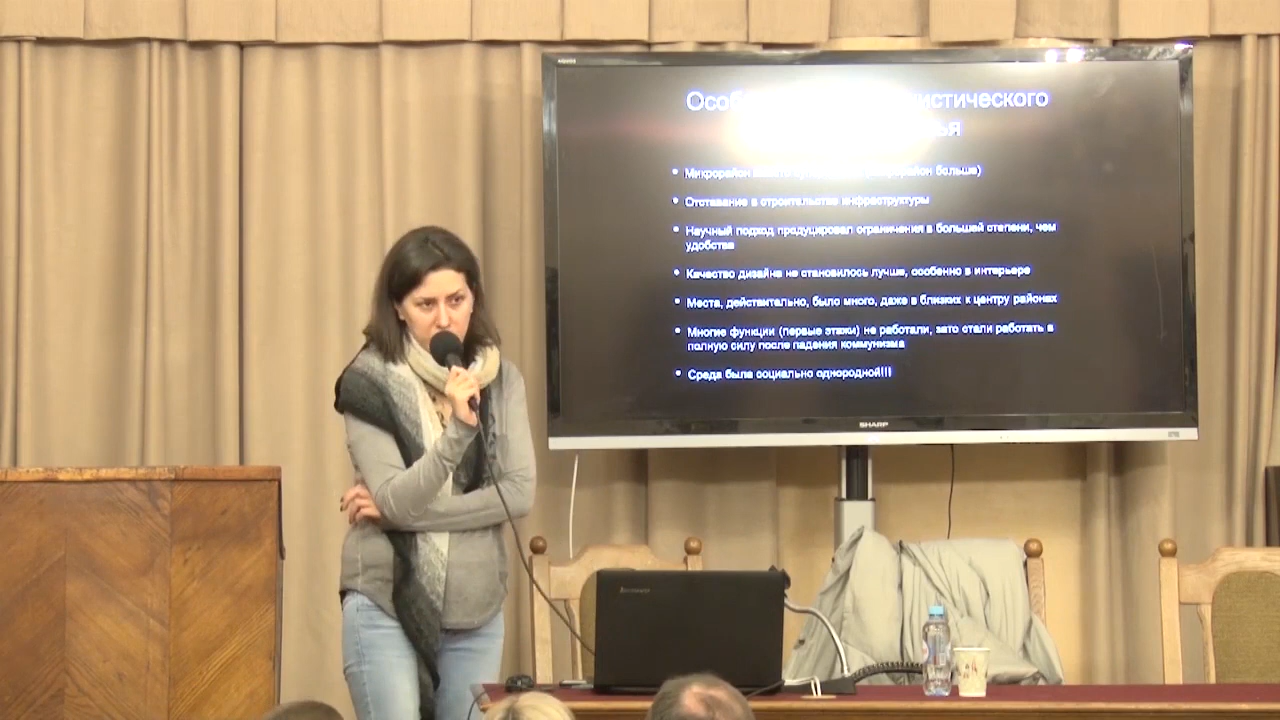 истического
• Микрорайон район больше)
• Отставание в строительстве инфраструктуры
• Научный подход продуцировал ограничения в большей степени, чем
удобства
• Качество дизайна не становилось лучше, особенно в интерьере
• Места, действительно, было много, даже в близких к центру районах
• Многие функции (первые этажи) не работали, зато стали работать в
полную силу после падения коммунизма
• Среда была социально однородной!!!
SHARP